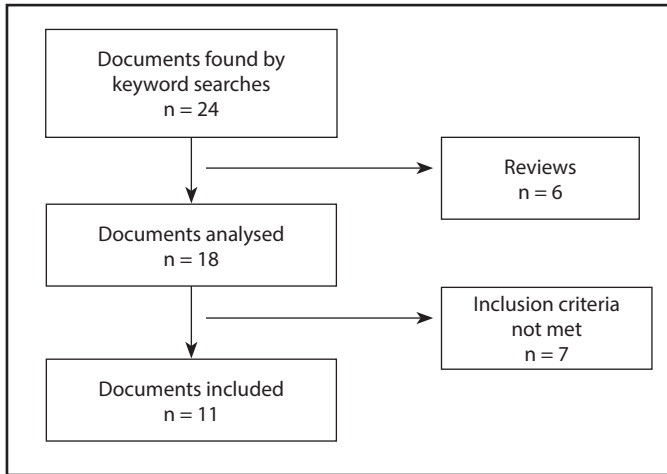 Documents found by
keyword searches
n = 24
Reviews
n = 6
Documents analysed
n = 18
Inclusion criteria
not met
n = 7
Documents included
n = 11